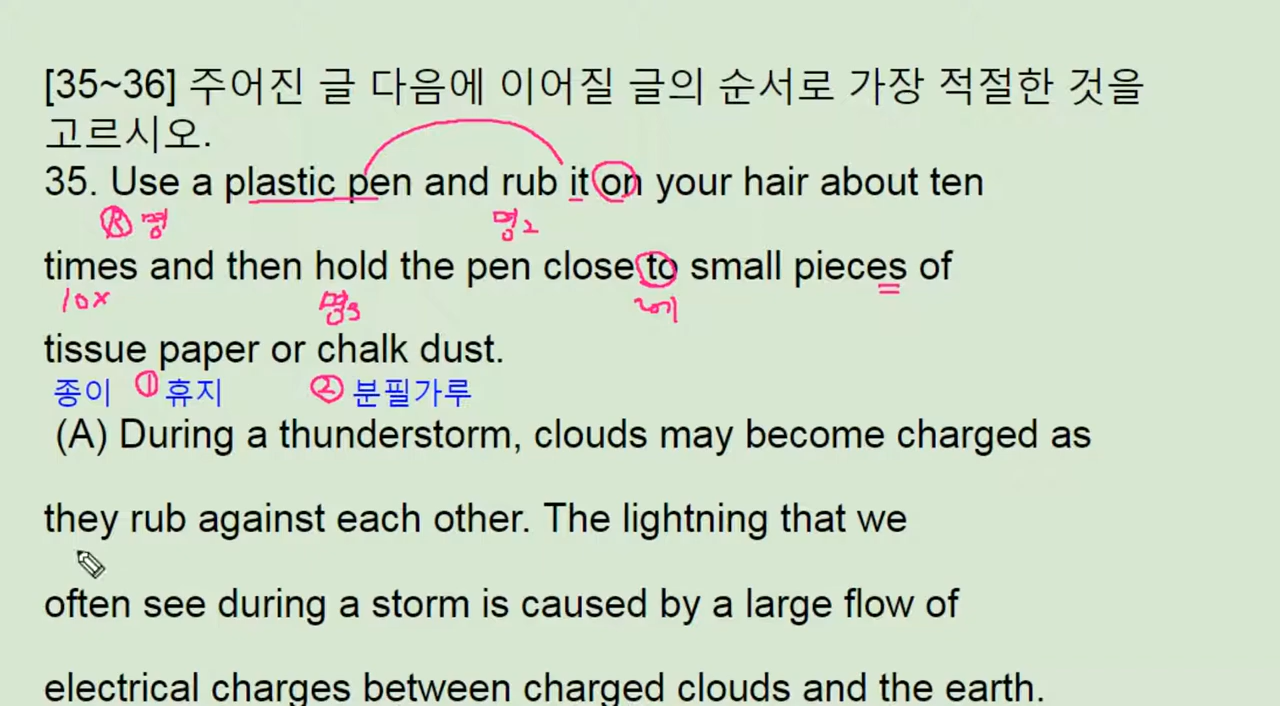 [35~36] 주어진 글 다음에 이어질 글의 순서로 가장 적절한 것을
고르시오.
35. Use a plastic pen and rub it on your hair about ten
Ⓡ 명 명2
times and then hold the pen close to small pieces of
10x 명3 ~에
tissue paper or chalk dust.
종이 ① 휴지 ② 분필가루
(A) During a thunderstorm, clouds may become charged as
they rub against each other. The lightning that we
often see during a storm is caused by a large flow of
electrical charges between charged clouds and the earth.